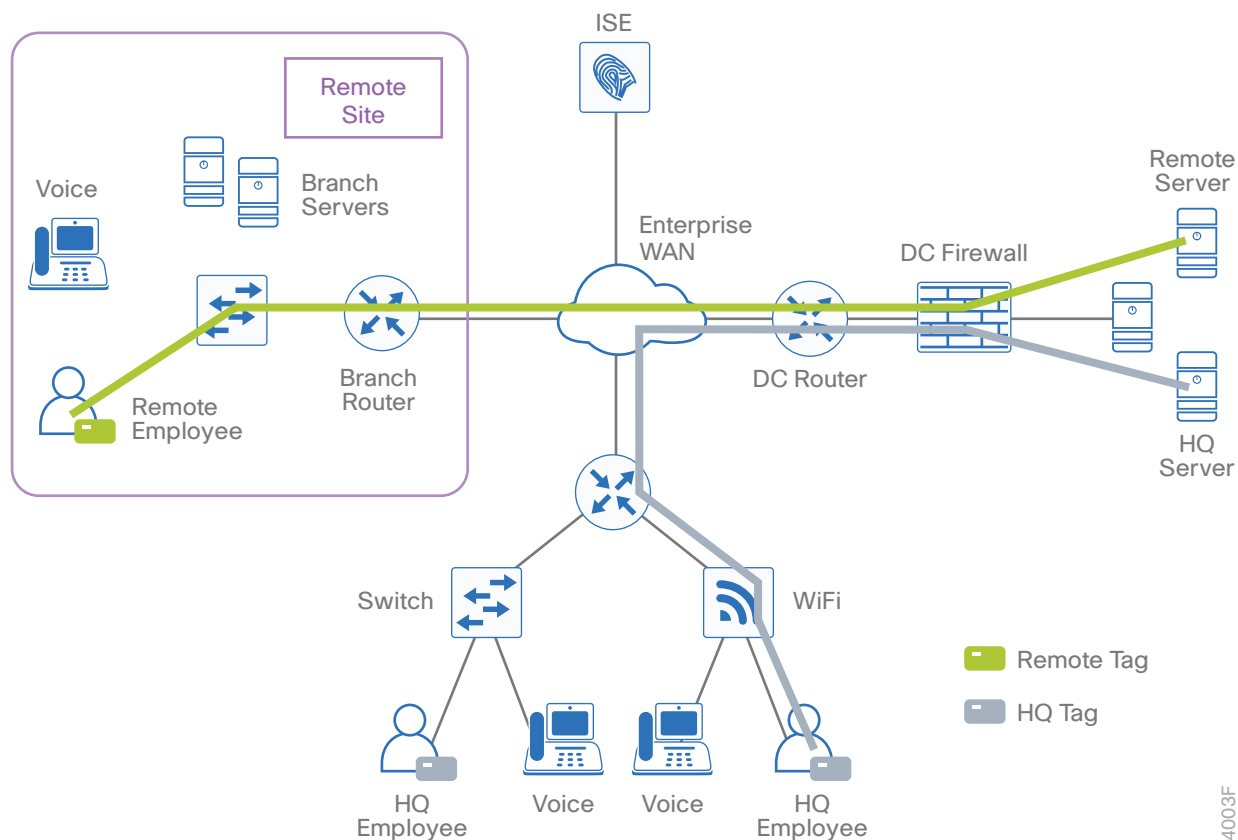 ISE
Remote
Site
Voice
Branch
Servers
Enterprise
WAN
DC Firewall
Remote
Server
Remote
Employee
Branch
Router
DC Router
HQ
Server
Switch
WiFi
Remote Tag
HQ Tag
HQ
Employee
Voice
Voice
HQ
Employee
4003F